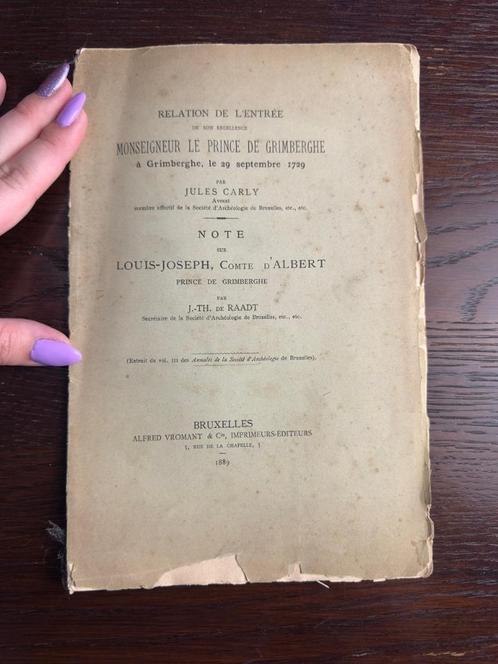 RELATION DE L'ENTRÉE
DE SON EXCELLENCE
MONSEIGNEUR LE PRINCE DE GRIMBERGHE
à Grimberghe, le 29 septembre 1729
PAR
JULES CARLY
Avocat
membre effectif de la Société d'Archéologie de Bruxelles, etc., etc.
NOTE
SUR
LOUIS-JOSEPH, COMTE D'ALBERT
PRINCE DE GRIMBERGHE
PAR
J.-TH. DE RAADT
Secrétaire de la Société d'Archéologie de Bruxelles, etc., etc.
(Extrait du vol. III des Annales de la Société d'Archéologie de Bruxelles).
BRUXELLES
ALFRED VROMANT & Cie, IMPRIMEURS-ÉDITEURS
3, RUE DE LA CHAPELLE, 3
1889